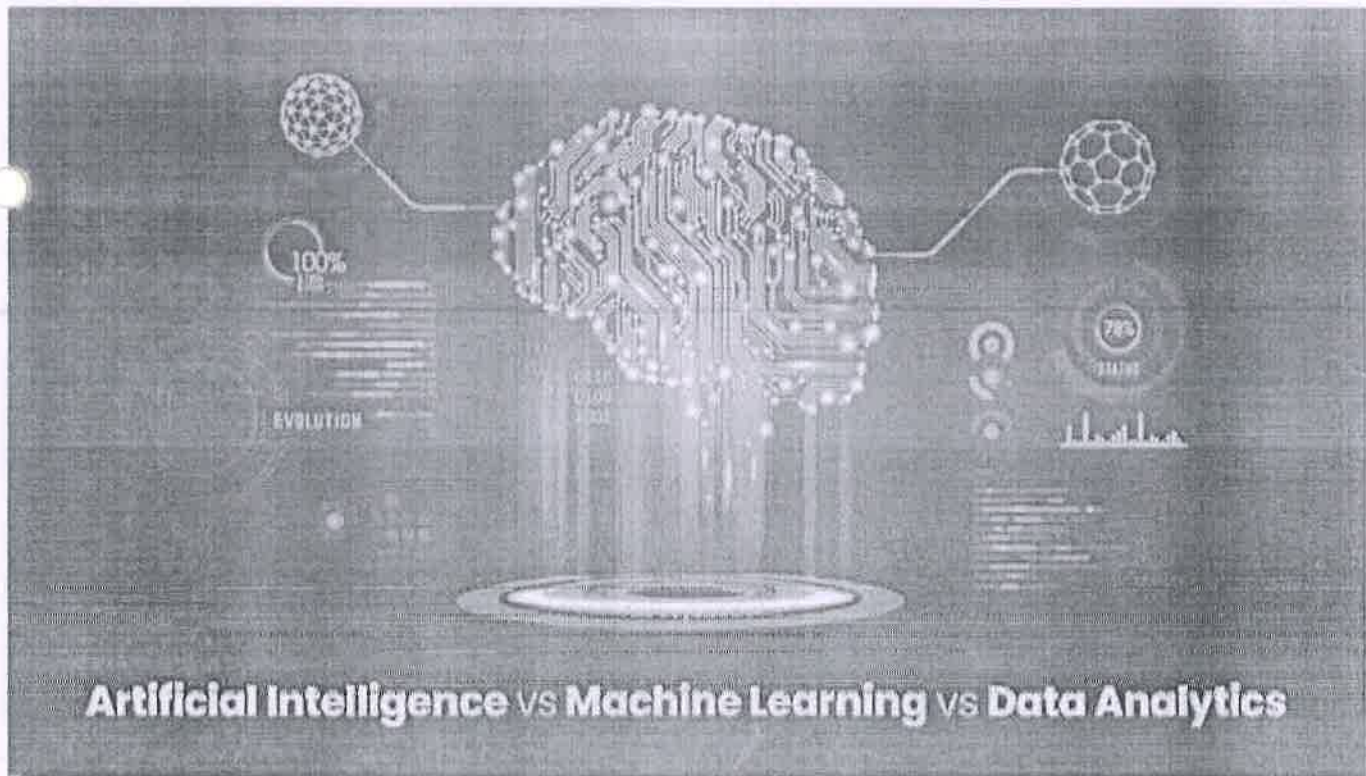 100%
EVOLUTION
78%
STATUS
Artificial Intelligence vs Machine Learning vs Data Analytics